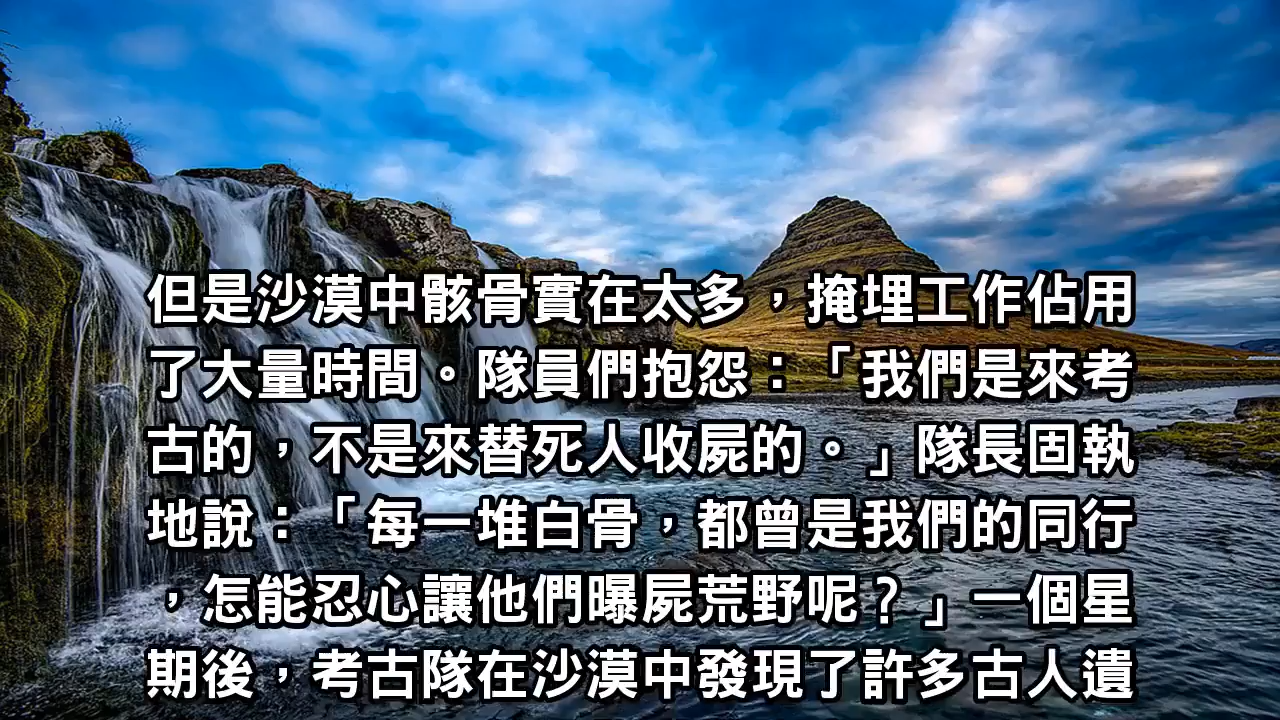 但是沙漠中骸骨實在太多，掩埋工作佔用
了大量時間。隊員們抱怨：「我們是來考
古的，不是來替死人收屍的。」隊長固執
地說：「每一堆白骨，都曾是我們的同行
，怎能忍心讓他們曝屍荒野呢？」一個星
期後，考古隊在沙漠中發現了許多古人遺